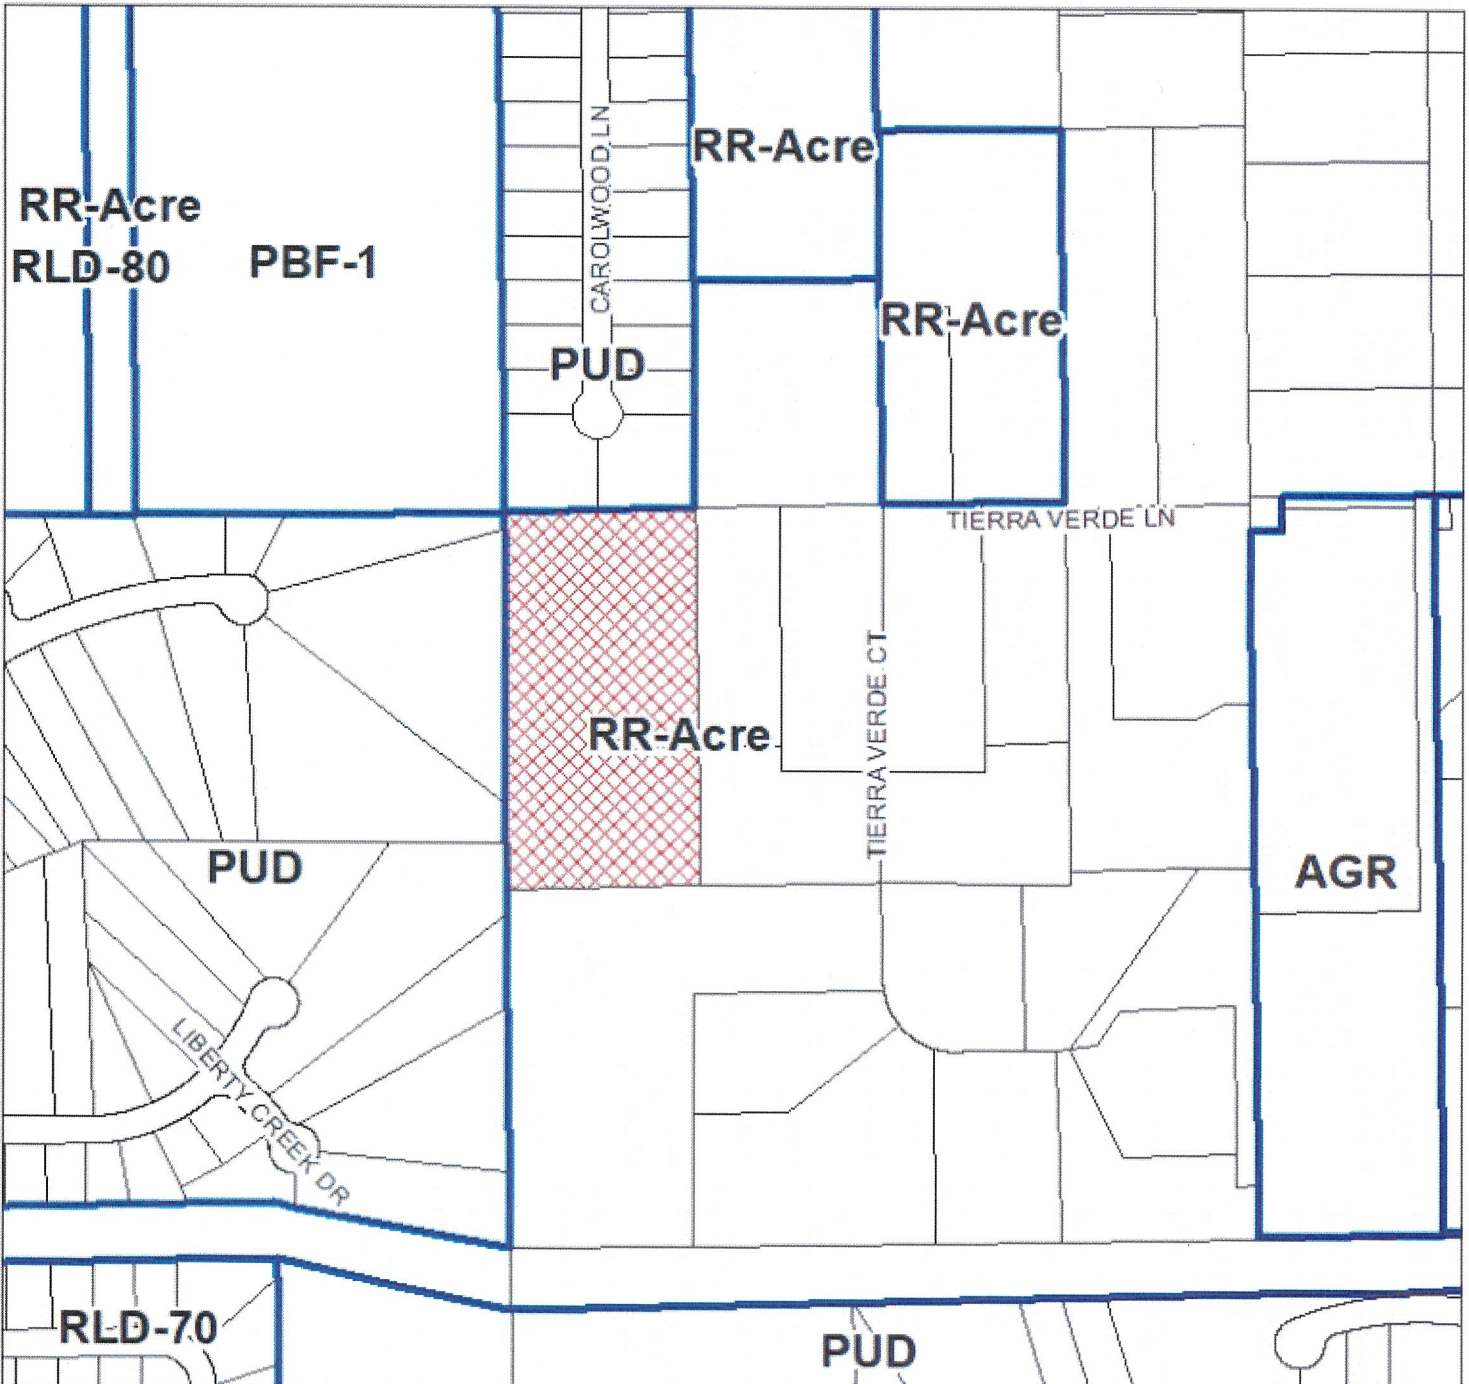 RR-Acre
RLD-80
PBF-1
CAROLWOOD LN
PUD
RR-Acre
RR-Acre
TIERRA VERDE LN
RR-Acre
TIERRA VERDE CT
PUD
AGR
LIBERTY CREEK DR
RLD-70
PUD